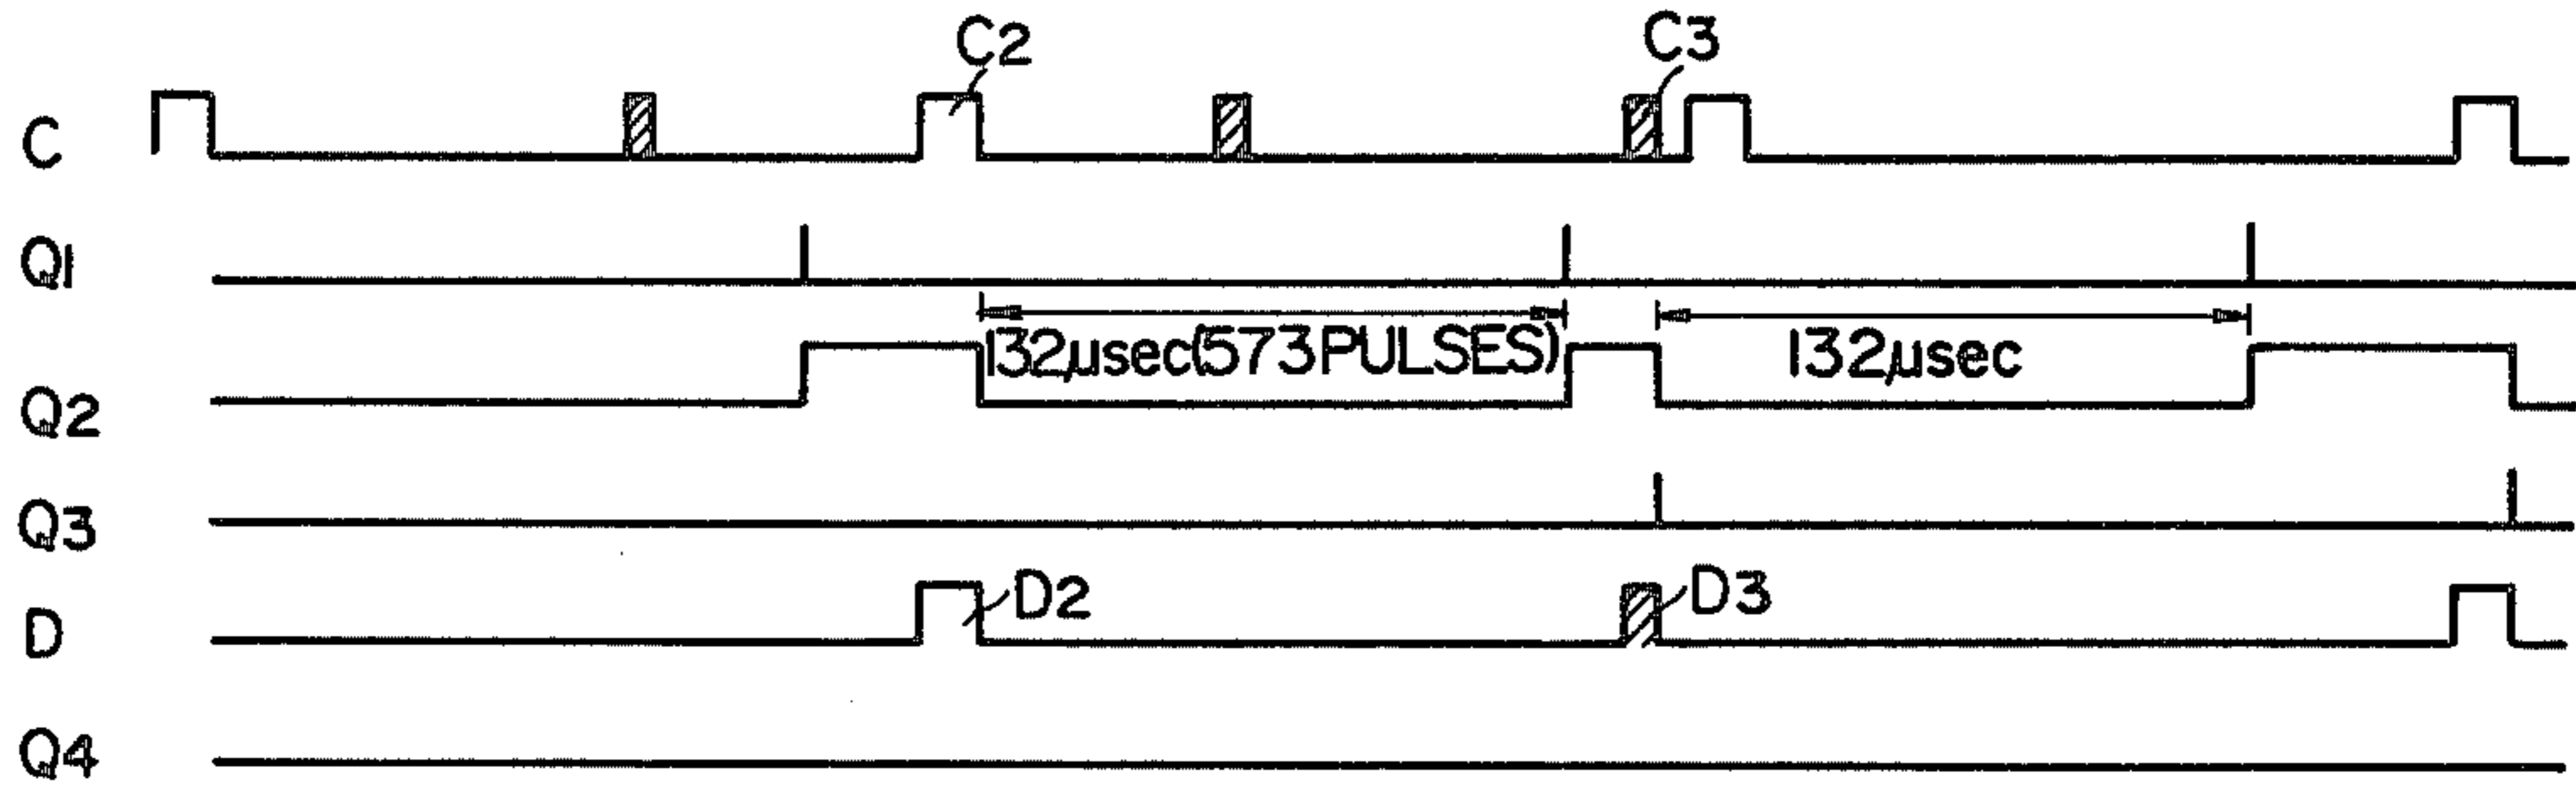 C2
C3
C
Q1
132µsec(573PULSES)
132µsec
Q2
Q3
D2
D3
D
Q4